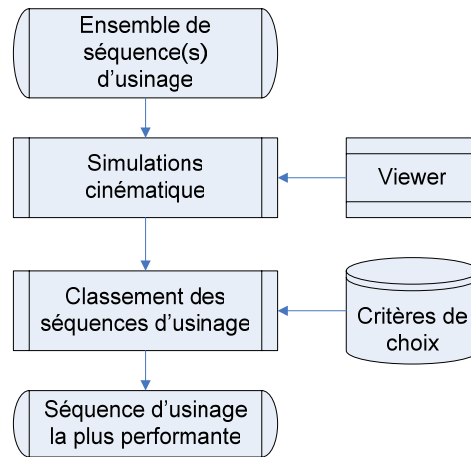 Ensemble de
séquence(s)
d'usinage
Simulations
cinématique
Viewer
Classement des
séquences d'usinage
Critères de
choix
Séquence d'usinage
la plus performante